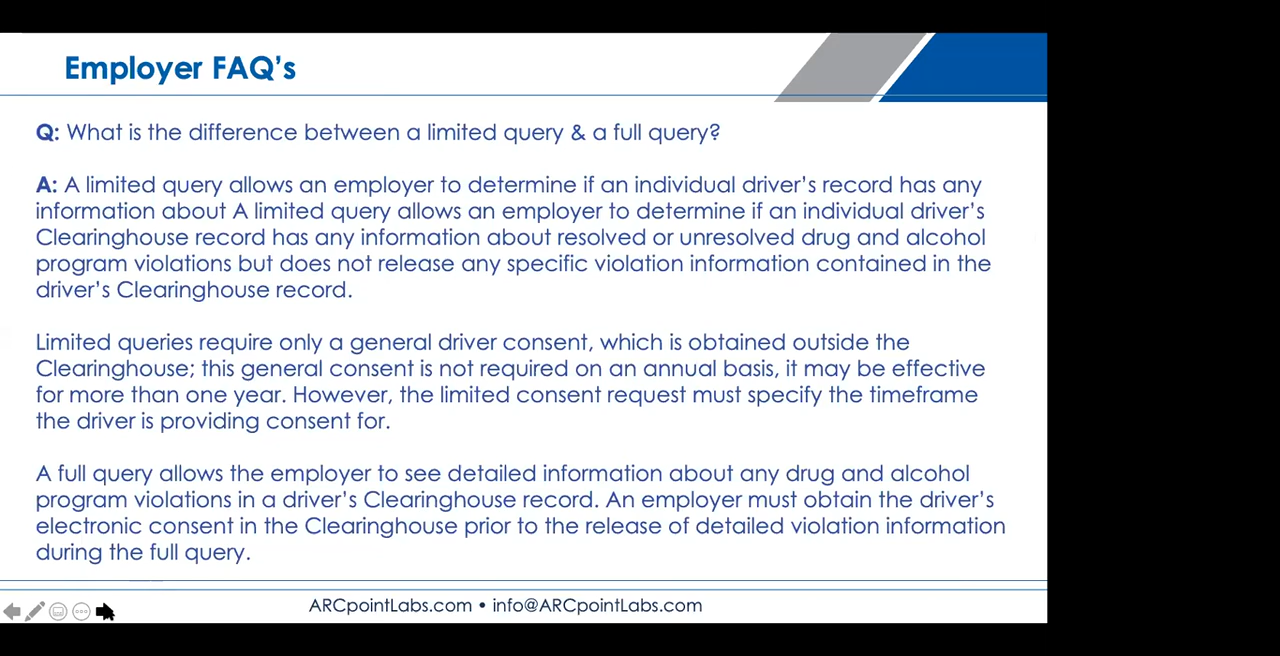 Employer FAQ's
Q: What is the difference between a limited query & a full query?
A: A limited query allows an employer to determine if an individual driver's record has any
information about A limited query allows an employer to determine if an individual driver's
Clearinghouse record has any information about resolved or unresolved drug and alcohol
program violations but does not release any specific violation information contained in the
driver's Clearinghouse record.
Limited queries require only a general driver consent, which is obtained outside the
Clearinghouse; this general consent is not required on an annual basis, it may be effective
for more than one year. However, the limited consent request must specify the timeframe
the driver is providing consent for.
A full query allows the employer to see detailed information about any drug and alcohol
program violations in a driver's Clearinghouse record. An employer must obtain the driver's
electronic consent in the Clearinghouse prior to the release of detailed violation information
during the full query.
ARCpointLabs.com • info@ARCpointLabs.com